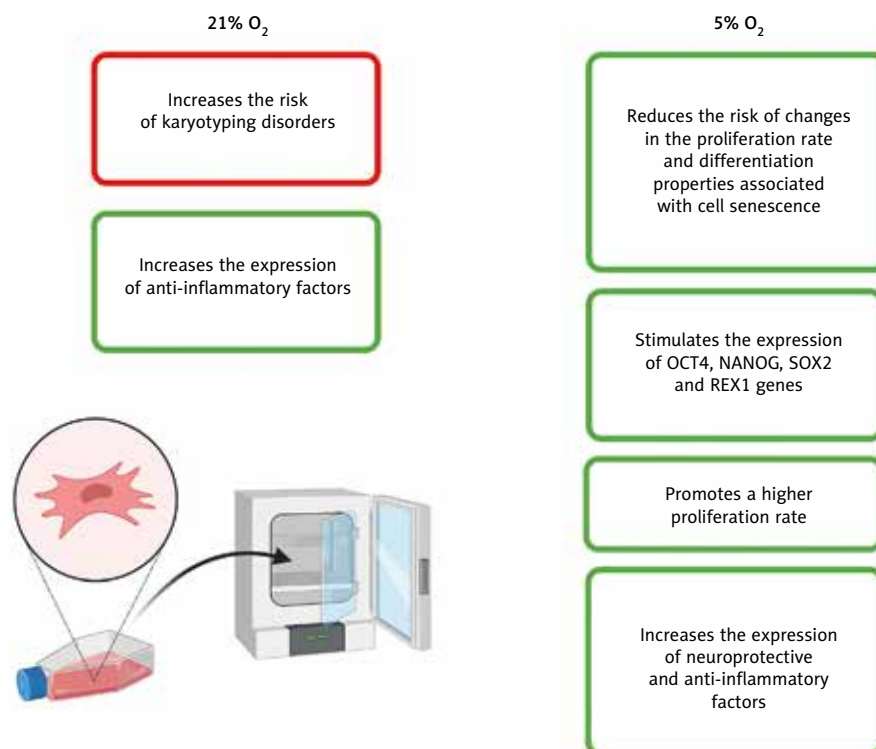 21% O₂
Increases the risk
of karyotyping disorders
Increases the expression
of anti-inflammatory factors
5% O₂
Reduces the risk of changes
in the proliferation rate
and differentiation
properties associated
with cell senescence
Stimulates the expression
of OCT4, NANOG, SOX2
and REX1 genes
Promotes a higher
proliferation rate
Increases the expression
of neuroprotective
and anti-inflammatory
factors